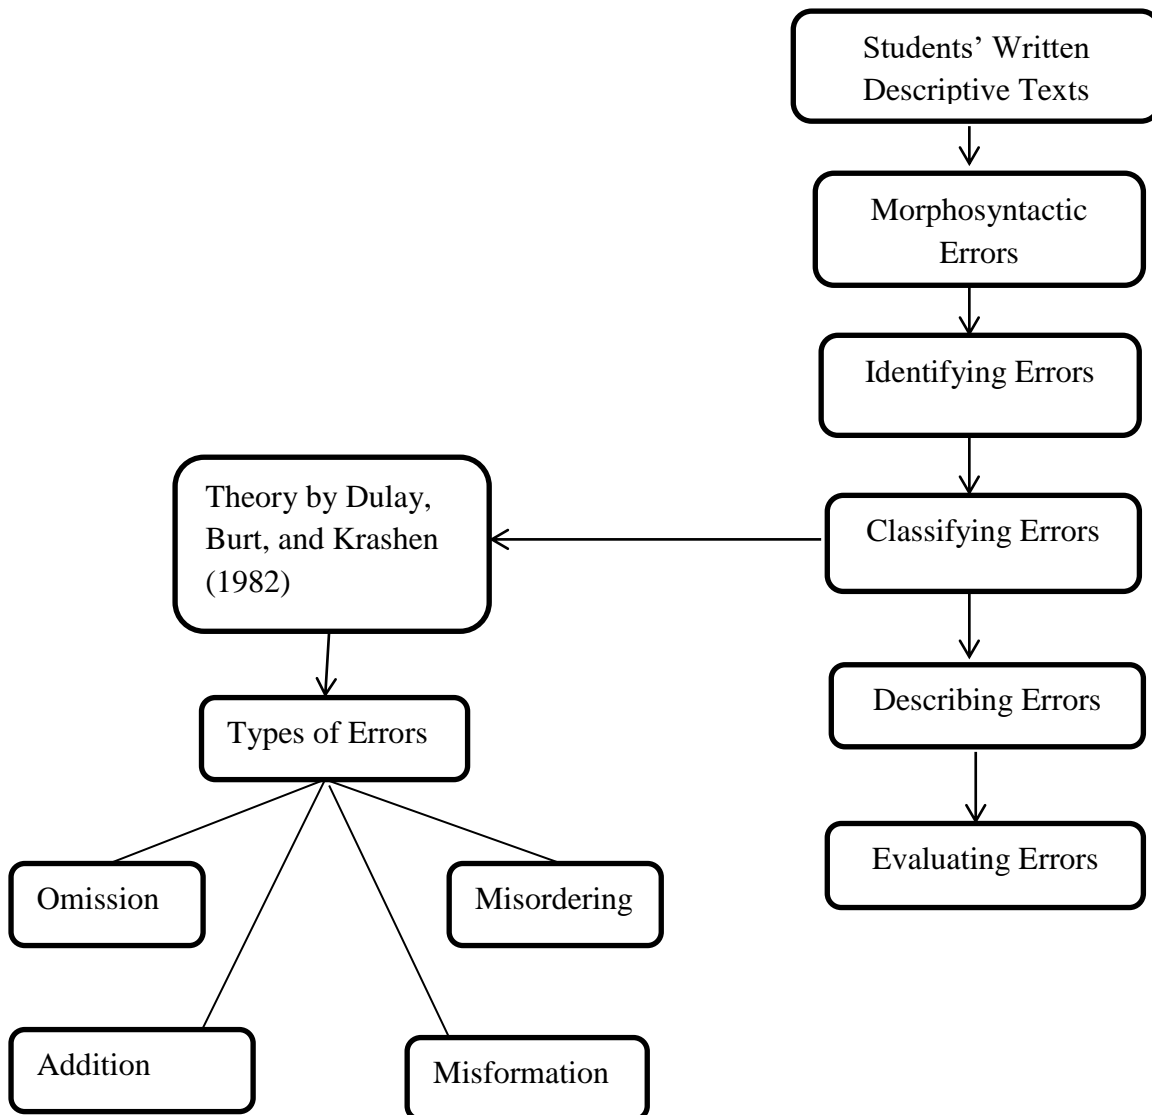 Students’ Written
Descriptive Texts
Morphosyntactic
Errors
Identifying Errors
Theory by Dulay,
Burt, and Krashen
(1982)
Classifying Errors
Types of Errors
Describing Errors
Evaluating Errors
Omission
Misordering
Addition
Misformation